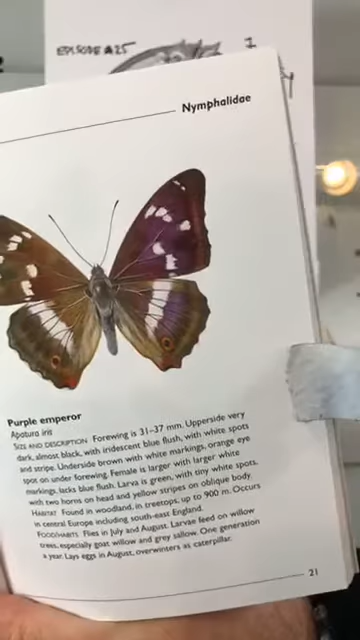 EPISODE #25
Nymphalidae
Purple emperor
Apatura iris
SIZE AND DESCRIPTION Forewing is 31–37 mm. Upperside very
dark, almost black, with iridescent blue flush, with white spots
and stripe. Underside brown with white markings, orange eye
spot on under forewing. Female is larger with larger white
markings, lacks blue flush. Larva is green, with tiny white spots,
with two horns on head and yellow stripes on oblique body
HABITAT Found in woodland, in treetops, up to 900 m. Occurs
in central Europe including south-east England.
FOOD/HABITS Flies in July and August. Larvae feed on willow
trees, especially goat willow and grey sallow. One generation
a year. Lays eggs in August, overwinters as caterpillar.
21